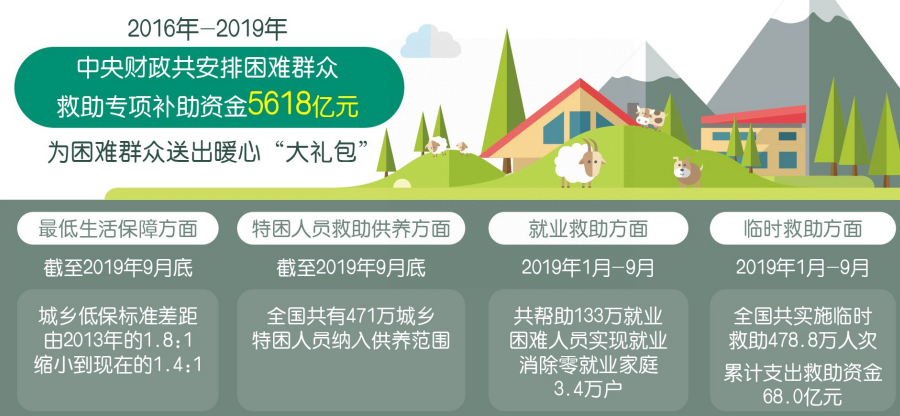 2016年-2019年
中央财政共安排困难群众
救助专项补助资金5618亿元
为困难群众送出暖心“大礼包”
最低生活保障方面
截至2019年9月底
城乡低保标准差距
由2013年的1.8:1
缩小到现在的1.4:1
特困人员救助供养方面
截至2019年9月底
全国共有471万城乡
特困人员纳入供养范围
就业救助方面
2019年1月-9月
共帮助133万就业
困难人员实现就业
消除零就业家庭
3.4万户
临时救助方面
2019年1月-9月
全国共实施临时
救助478.8万人次
累计支出救助资金
68.0亿元